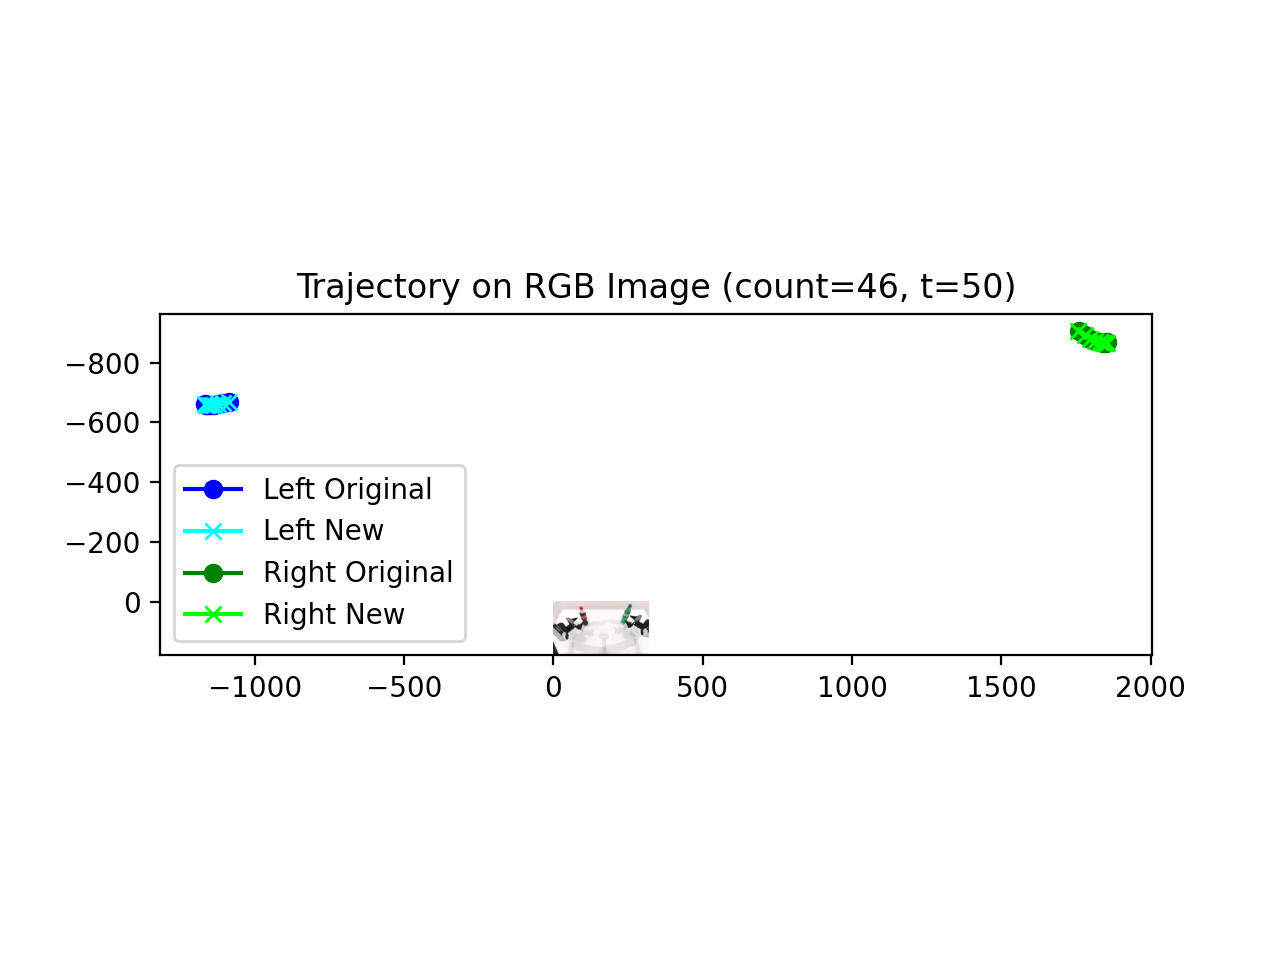 Trajectory on RGB Image (count=46, t=50)
−800
−600
−400
−200
0
Left Original
Left New
Right Original
Right New
−1000
−500
0
500
1000
1500
2000